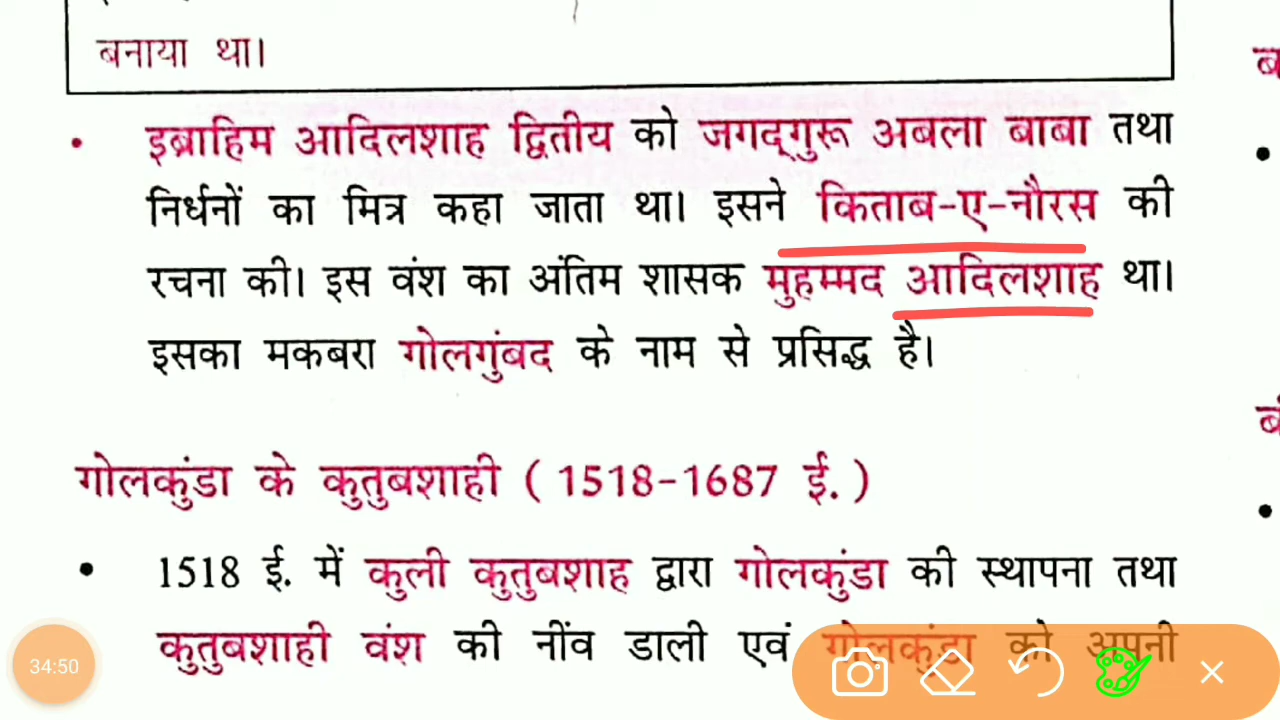 बनाया था।
• इब्राहिम आदिलशाह द्वितीय को जगद्‌गुरू अबला बाबा तथा
निर्धनों का मित्र कहा जाता था। इसने किताब-ए-नौरस की
रचना की। इस वंश का अंतिम शासक मुहम्मद आदिलशाह था।
इसका मकबरा गोलगुंबद के नाम से प्रसिद्ध है।
गोलकुंडा के कुतुबशाही ( 1518-1687 ई. )
• 1518 ई. में कुली कुतुबशाह द्वारा गोलकुंडा की स्थापना तथा
कुतुबशाही वंश की नींव डाली एवं गोलकुंडा को अपनी
34:50